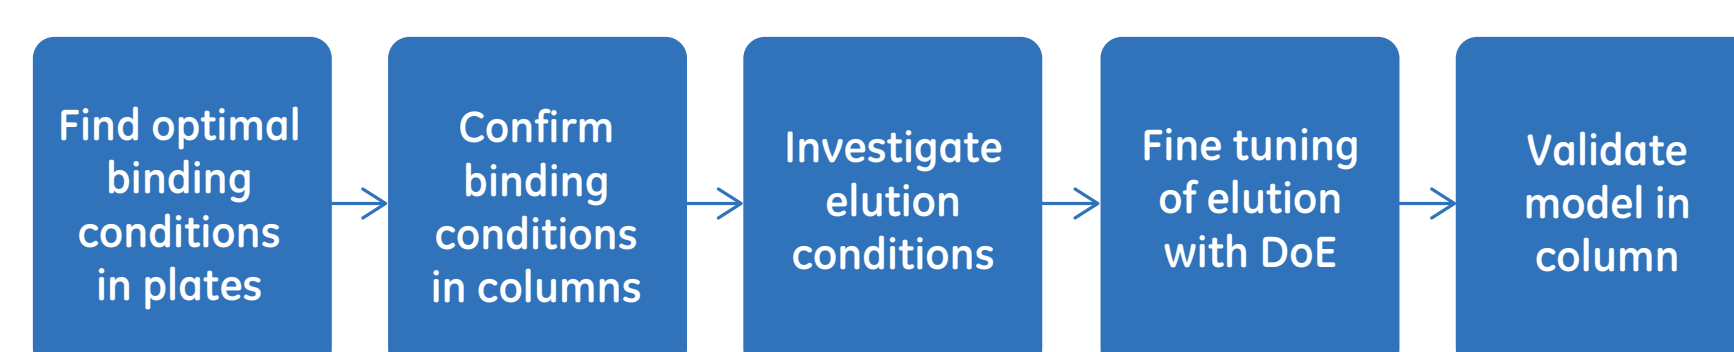 Find optimal
binding
conditions
in plates
Confirm
binding
conditions
in columns
Investigate
elution
conditions
Fine tuning
of elution
with DoE
Validate
model in
column